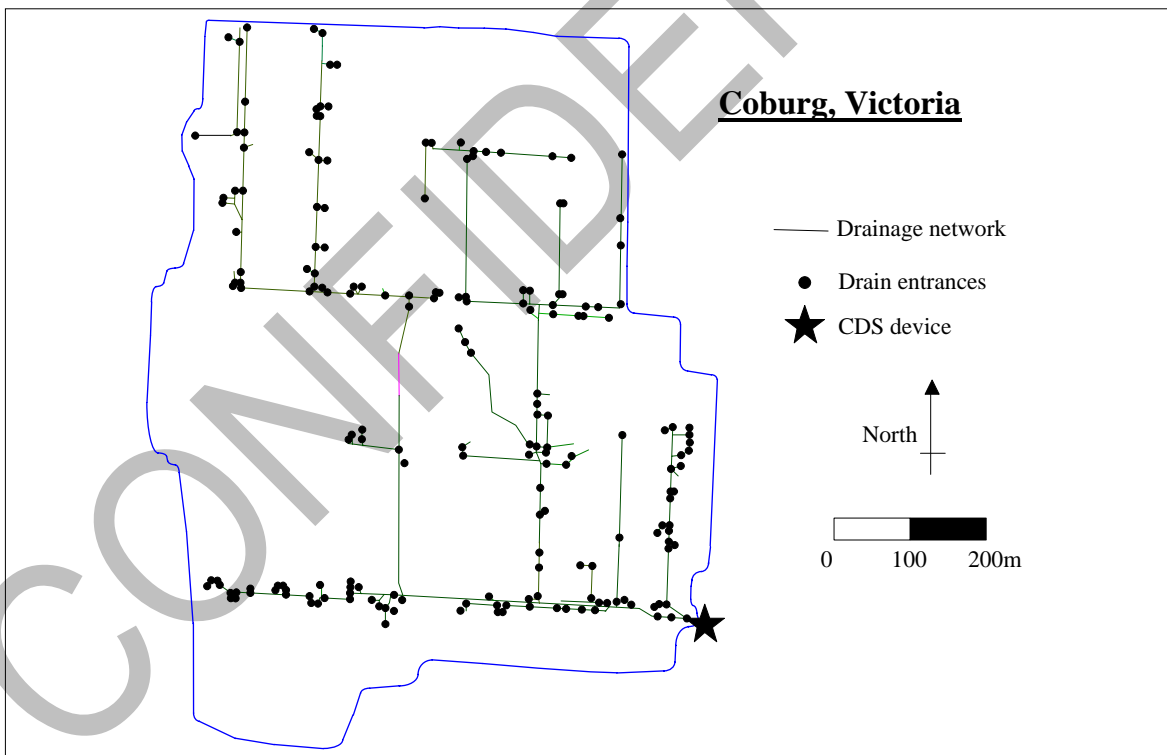 Coburg, Victoria
Drainage network
Drain entrances
CDS device
North
0 100 200m
CONFIDE